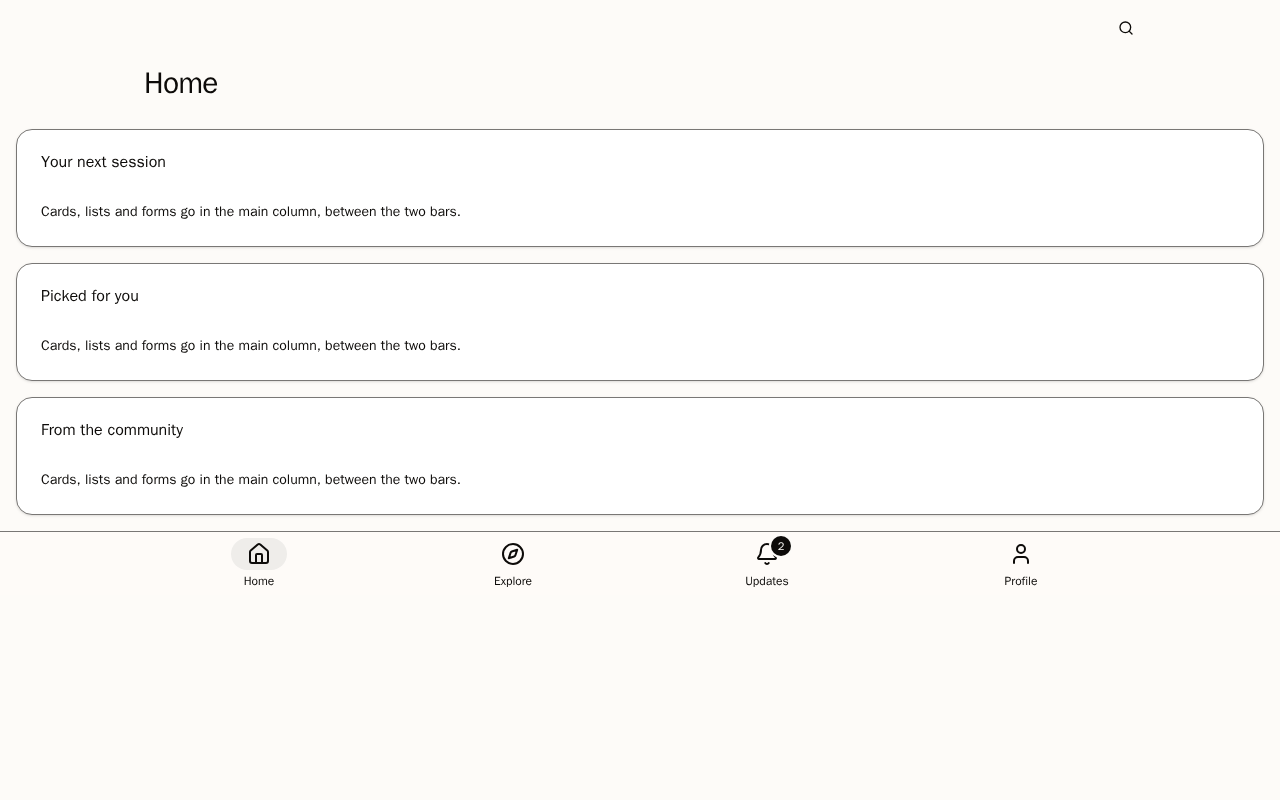 Home
Your next session
Cards, lists and forms go in the main column, between the two bars.
Picked for you
Cards, lists and forms go in the main column, between the two bars.
From the community
Cards, lists and forms go in the main column, between the two bars.
2
Home
Explore
Updates
Profile